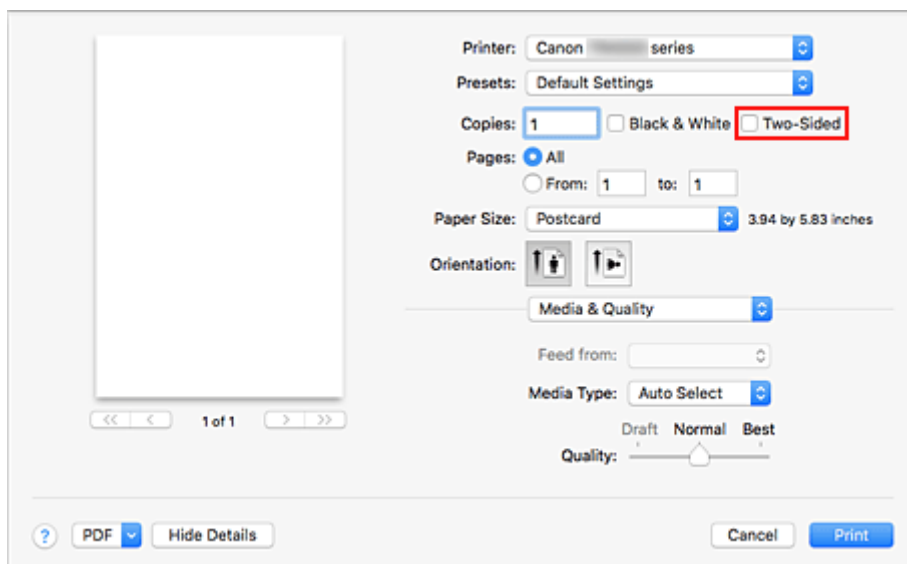 Printer: Canon series
Presets: Default Settings
Copies: 1 Black & White Two-Sided
Pages: All
From: 1 to: 1
Paper Size: Postcard 3.94 by 5.83 inches
Orientation:
Media & Quality
Feed from:
Media Type: Auto Select
Draft Normal Best
Quality:
<< < 1 of 1 > >>
? PDF Hide Details Cancel Print